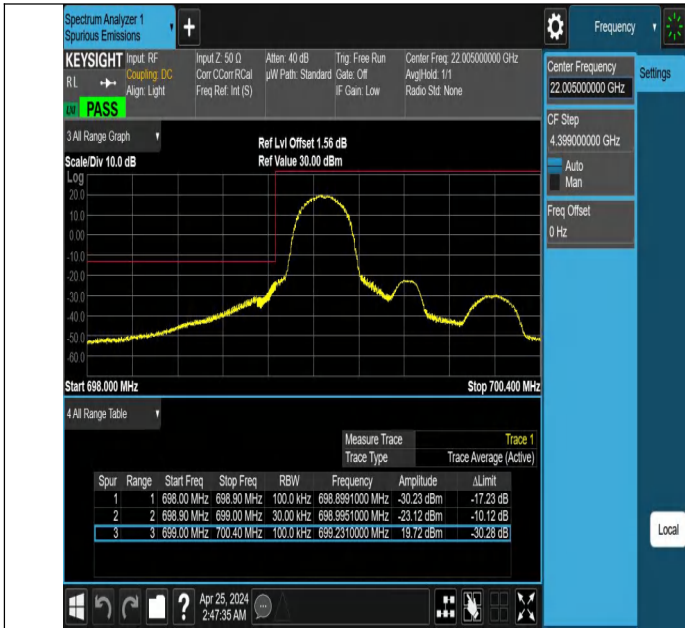 Spectrum Analyzer 1
Spurious Emissions
Frequency
KEYSIGHT
RL
Align: Light
Input: RF
Coupling: DC
Input Z: 50 Ω
Corr CCorr RCal
Freq Ref: Int (S)
Atten: 40 dB
µW Path: Standard
Trig: Free Run
Gate: Off
IF Gain: Low
Center Freq: 22.005000000 GHz
Avg|Hold: 1/1
Radio Std: None
PASS
Center Frequency
22.005000000 GHz
Settings
CF Step
4.399000000 GHz
Auto
Man
Freq Offset
0 Hz
3 All Range Graph
Scale/Div 10.0 dB
Ref Lvl Offset 1.56 dB
Ref Value 30.00 dBm
Log
20.0
10.0
0.00
-10.0
-20.0
-30.0
-40.0
-50.0
-60.0
Start 698.000 MHz
Stop 700.400 MHz
4 All Range Table
Measure Trace Trace 1
Trace Type Trace Average (Active)
Spur Range Start Freq Stop Freq RBW Frequency Amplitude ΔLimit
1 1 698.00 MHz 698.90 MHz 100.0 kHz 698.8991000 MHz -30.23 dBm -17.23 dB
2 2 698.90 MHz 699.00 MHz 30.00 kHz 698.9951000 MHz -23.12 dBm -10.12 dB
3 3 699.00 MHz 700.40 MHz 100.0 kHz 699.2310000 MHz 19.72 dBm -30.28 dB
Local
Apr 25, 2024
2:47:35 AM